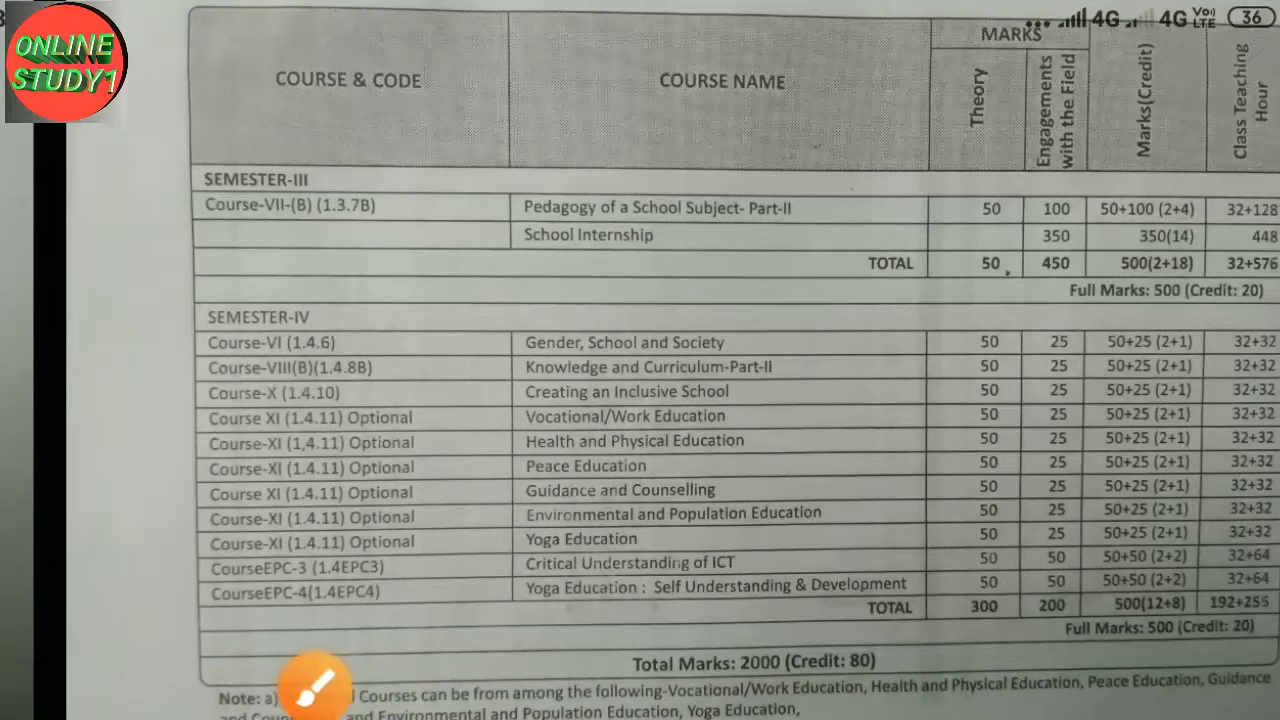 ONLINE
STUDY1
4G 4G Vo) LTE 36
COURSE & CODE COURSE NAME MARKS Theory Engagements with the Field Marks(Credit) Class Teaching Hour
SEMESTER-III
Course-VII-(B) (1.3.7B) Pedagogy of a School Subject- Part-II 50 100 50+100 (2+4) 32+128
School Internship 350 350(14) 448
TOTAL 50 450 500(2+18) 32+576
Full Marks: 500 (Credit: 20)
SEMESTER-IV
Course-VI (1.4.6) Gender, School and Society 50 25 50+25 (2+1) 32+32
Course-VIII(B)(1.4.8B) Knowledge and Curriculum-Part-II 50 25 50+25 (2+1) 32+32
Course-X (1.4.10) Creating an Inclusive School 50 25 50+25 (2+1) 32+32
Course XI (1.4.11) Optional Vocational/Work Education 50 25 50+25 (2+1) 32+32
Course-XI (1,4.11) Optional Health and Physical Education 50 25 50+25 (2+1) 32+32
Course-XI (1.4.11) Optional Peace Education 50 25 50+25 (2+1) 32+32
Course XI (1.4.11) Optional Guidance and Counselling 50 25 50+25 (2+1) 32+32
Course-XI (1.4.11) Optional Environmental and Population Education 50 25 50+25 (2+1) 32+32
Course-XI (1.4.11) Optional Yoga Education 50 25 50+25 (2+1) 32+32
CourseEPC-3 (1.4EPC3) Critical Understanding of ICT 50 50 50+50 (2+2) 32+64
CourseEPC-4(1.4EPC4) Yoga Education : Self Understanding & Development 50 50 50+50 (2+2) 32+64
TOTAL 300 200 500(12+8) 192+256
Full Marks: 500 (Credit: 20)
Total Marks: 2000 (Credit: 80)
Note: a) Courses can be from among the following-Vocational/Work Education, Health and Physical Education, Peace Education, Guidance
and Environmental and Population Education, Yoga Education,